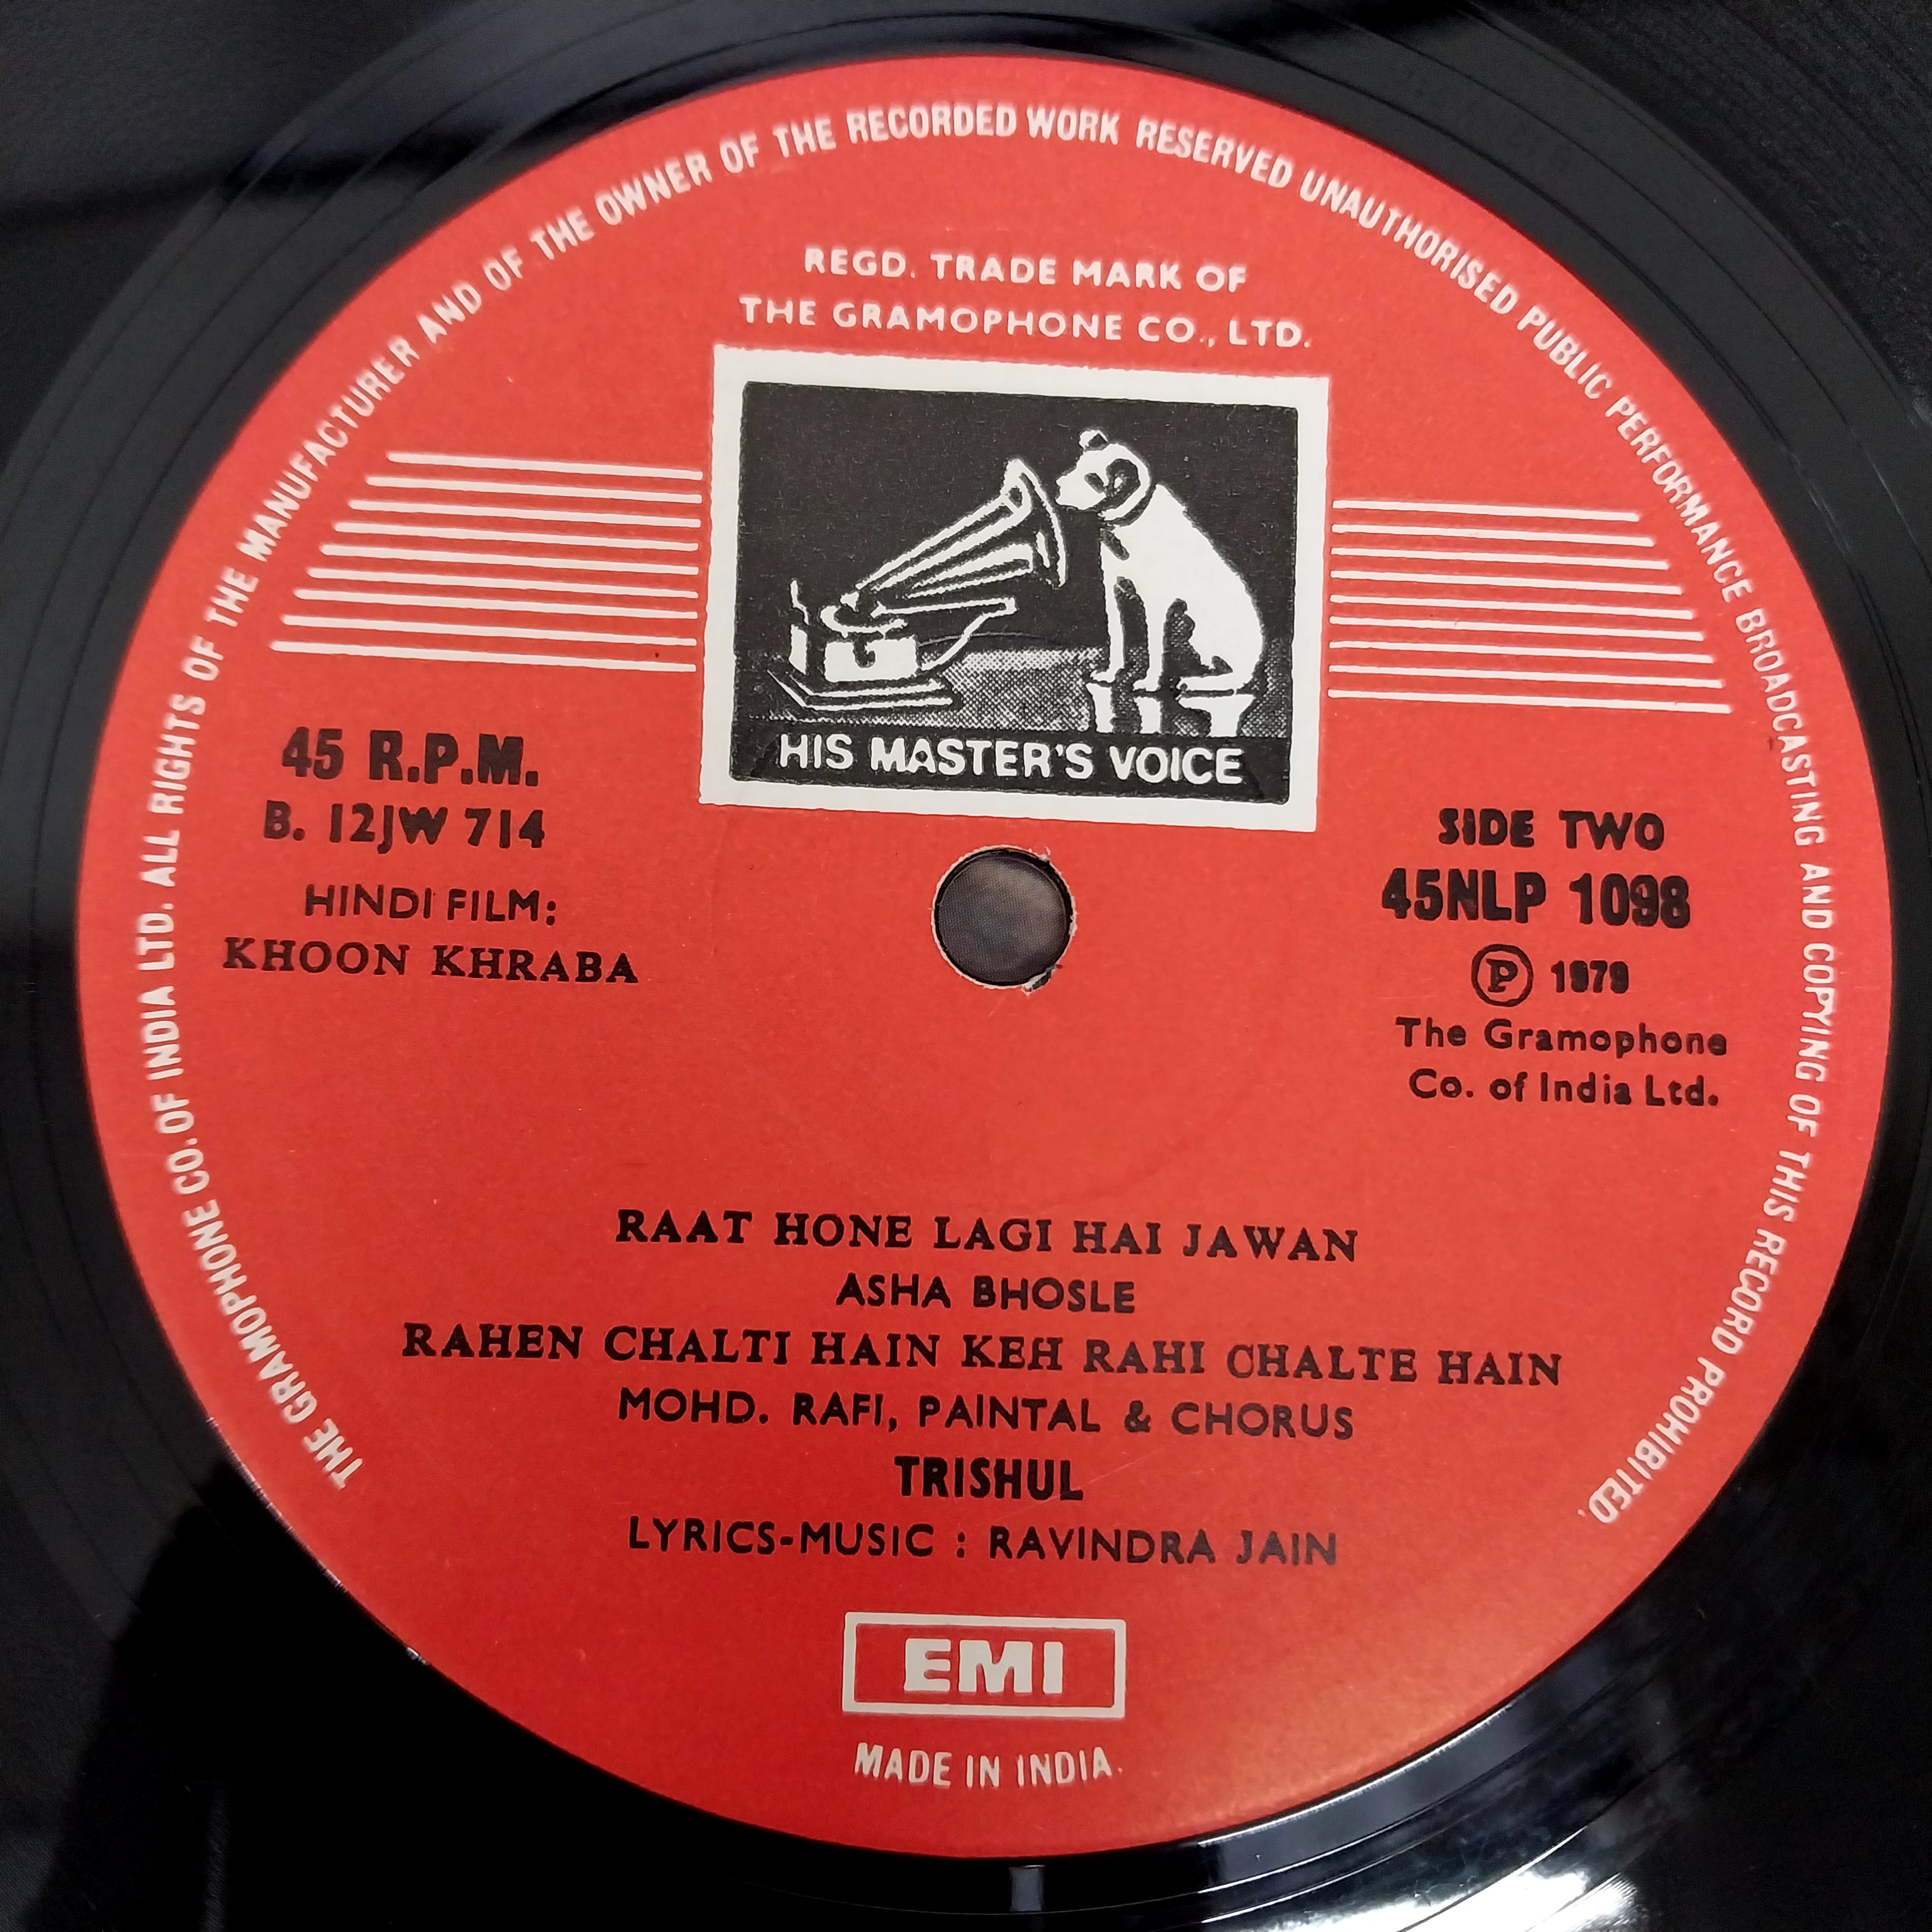 THE GRAMOPHONE CO. OF INDIA LTD. ALL RIGHTS OF THE MANUFACTURER AND OF THE OWNER OF THE RECORDED WORK RESERVED UNAUTHORISED PUBLIC PERFORMANCE BROADCASTING AND COPYING OF THIS RECORD PROHIBITED.
REGD. TRADE MARK OF
THE GRAMOPHONE CO., LTD.
HIS MASTER'S VOICE
45 R.P.M.
B. 12JW 714
HINDI FILM:
KHOON KHRABA
SIDE TWO
45NLP 1098
Ⓟ 1979
The Gramophone
Co. of India Ltd.
RAAT HONE LAGI HAI JAWAN
ASHA BHOSLE
RAHEN CHALTI HAIN KEH RAHI CHALTE HAIN
MOHD. RAFI, PAINTAL & CHORUS
TRISHUL
LYRICS-MUSIC : RAVINDRA JAIN
EMI
MADE IN INDIA.